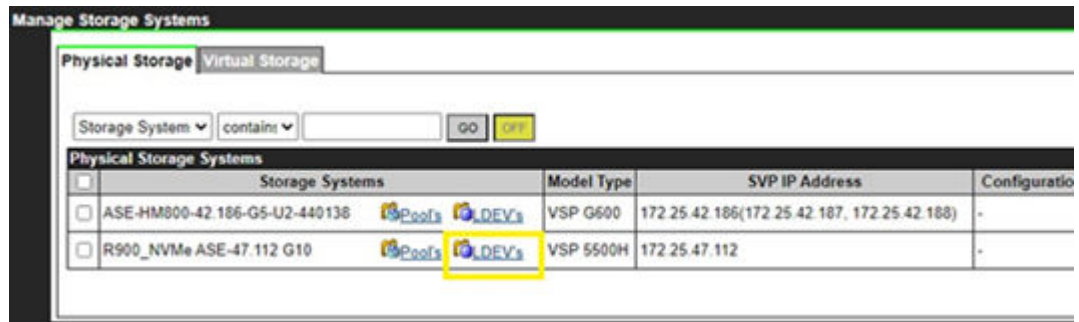 Manage Storage Systems
Physical Storage Virtual Storage
Storage System contains GO OFF
Physical Storage Systems
Storage Systems Model Type SVP IP Address Configuratio
ASE-HM800-42.186-G5-U2-440138 Pool's LDEV's VSP G600 172.25.42.186(172.25.42.187, 172.25.42.188) -
R900_NVMe ASE-47.112 G10 Pool's LDEV's VSP 5500H 172.25.47.112 -